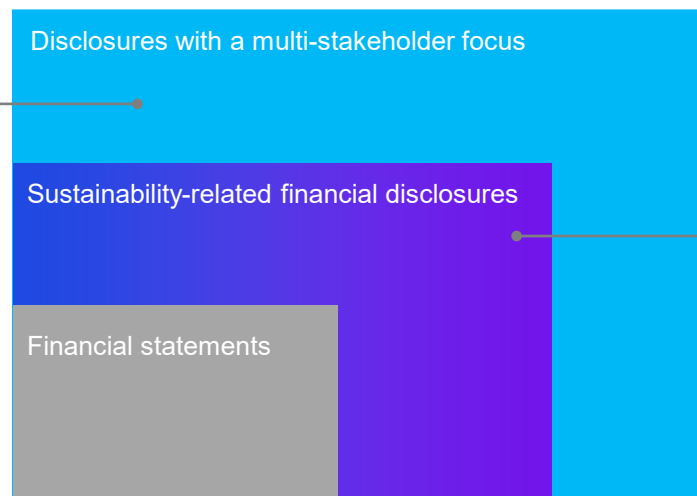 Disclosures with a multi-stakeholder focus
Sustainability-related financial disclosures
Financial statements